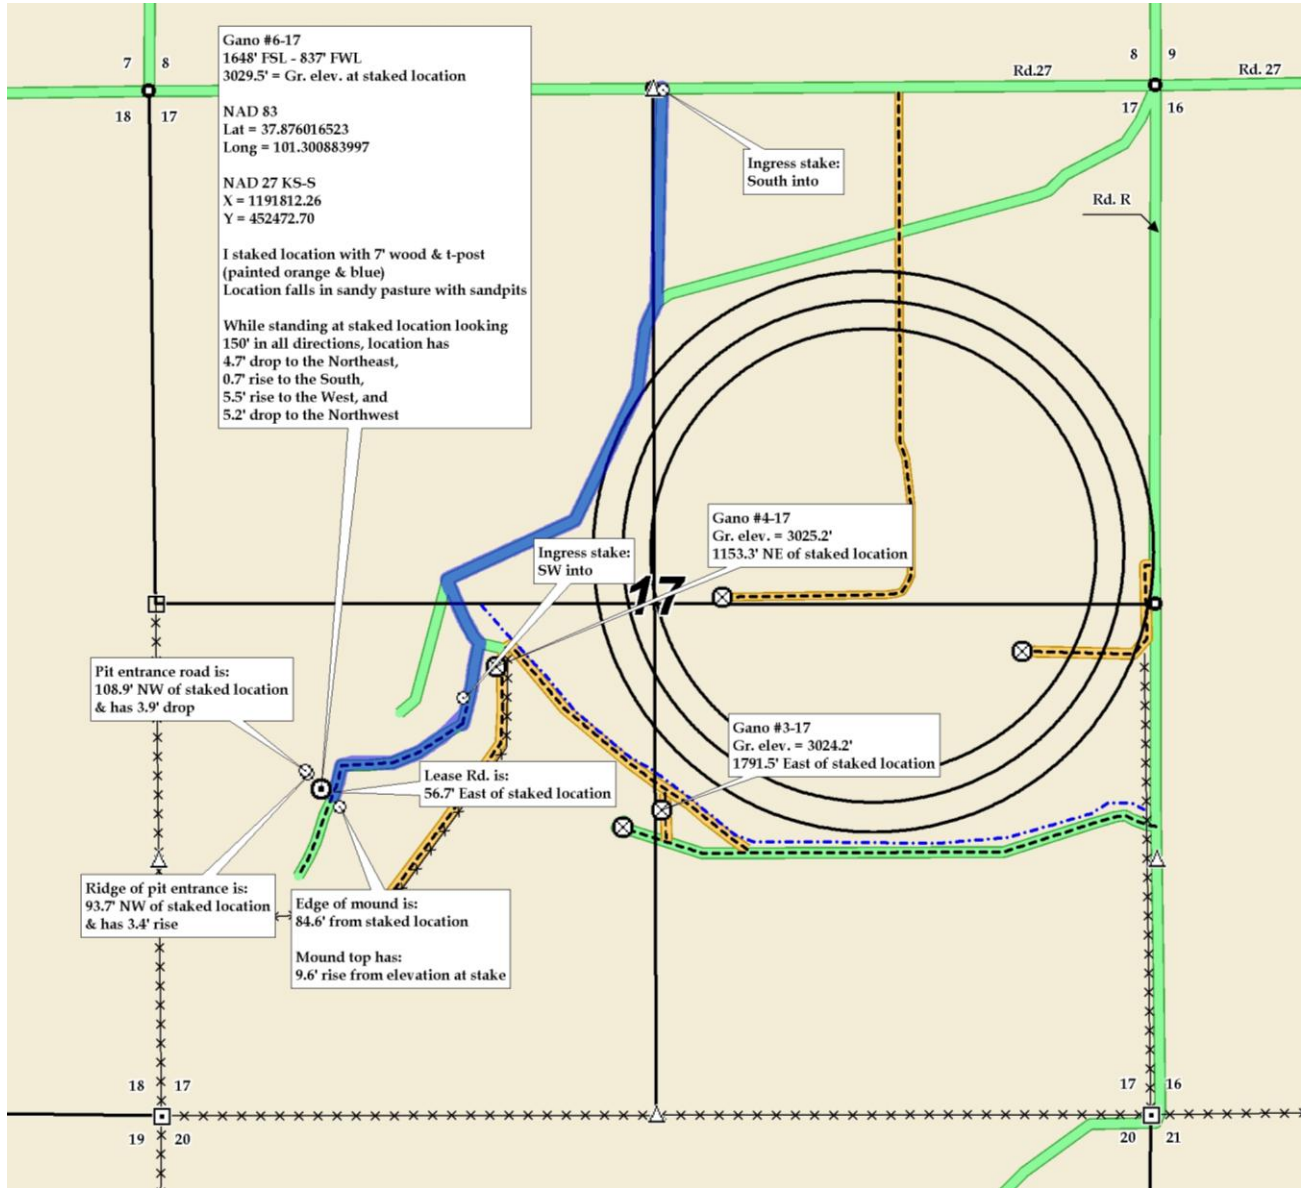 7 8
8 9
Rd.27
Rd. 27
18 17
17 16
Gano #6-17
1648' FSL - 837' FWL
3029.5' = Gr. elev. at staked location
NAD 83
Lat = 37.876016523
Long = 101.300883997
NAD 27 KS-S
X = 1191812.26
Y = 452472.70
I staked location with 7' wood & t-post
(painted orange & blue)
Location falls in sandy pasture with sandpits
While standing at staked location looking
150' in all directions, location has
4.7' drop to the Northeast,
0.7' rise to the South,
5.5' rise to the West, and
5.2' drop to the Northwest
Ingress stake:
South into
Rd. R
Gano #4-17
Gr. elev. = 3025.2'
1153.3' NE of staked location
Ingress stake:
SW into
17
Pit entrance road is:
108.9' NW of staked location
& has 3.9' drop
Gano #3-17
Gr. elev. = 3024.2'
1791.5' East of staked location
Lease Rd. is:
56.7' East of staked location
Ridge of pit entrance is:
93.7' NW of staked location
& has 3.4' rise
Edge of mound is:
84.6' from staked location
Mound top has:
9.6' rise from elevation at stake
18 17
17 16
19 20
20 21